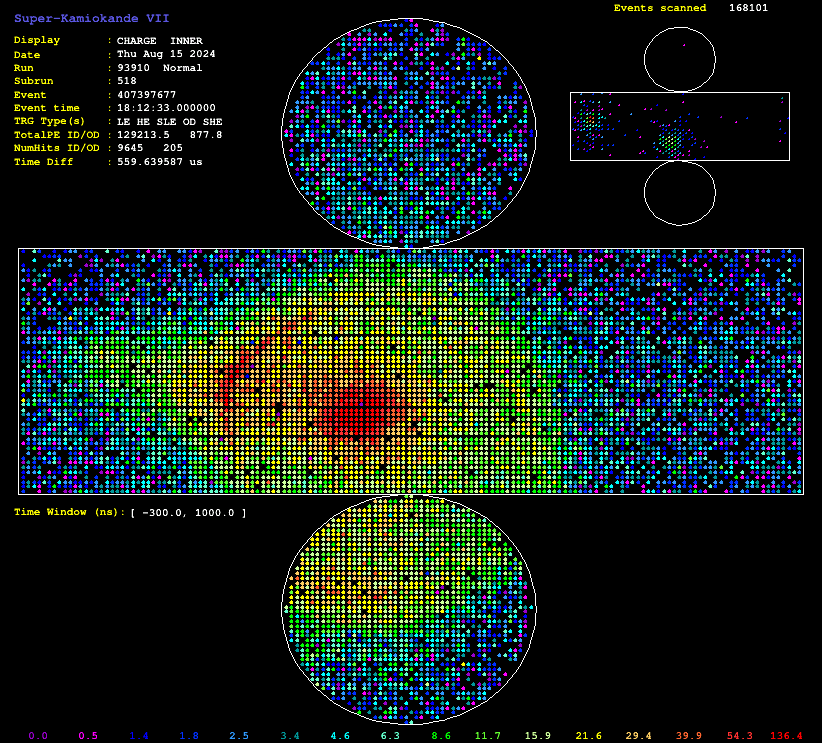 Super-Kamiokande VII
Events scanned 168101
Display : CHARGE INNER
Date : Thu Aug 15 2024
Run : 93910 Normal
Subrun : 518
Event : 407397677
Event time : 18:12:33.000000
TRG Type(s) : LE HE SLE OD SHE
TotalPE ID/OD : 129213.5 877.8
NumHits ID/OD : 9645 205
Time Diff : 559.639587 us
Time Window (ns): [ -300.0, 1000.0 ]
0.0 0.5 1.4 1.8 2.5 3.4 4.6 6.3 8.6 11.7 15.9 21.6 29.4 39.9 54.3 136.4